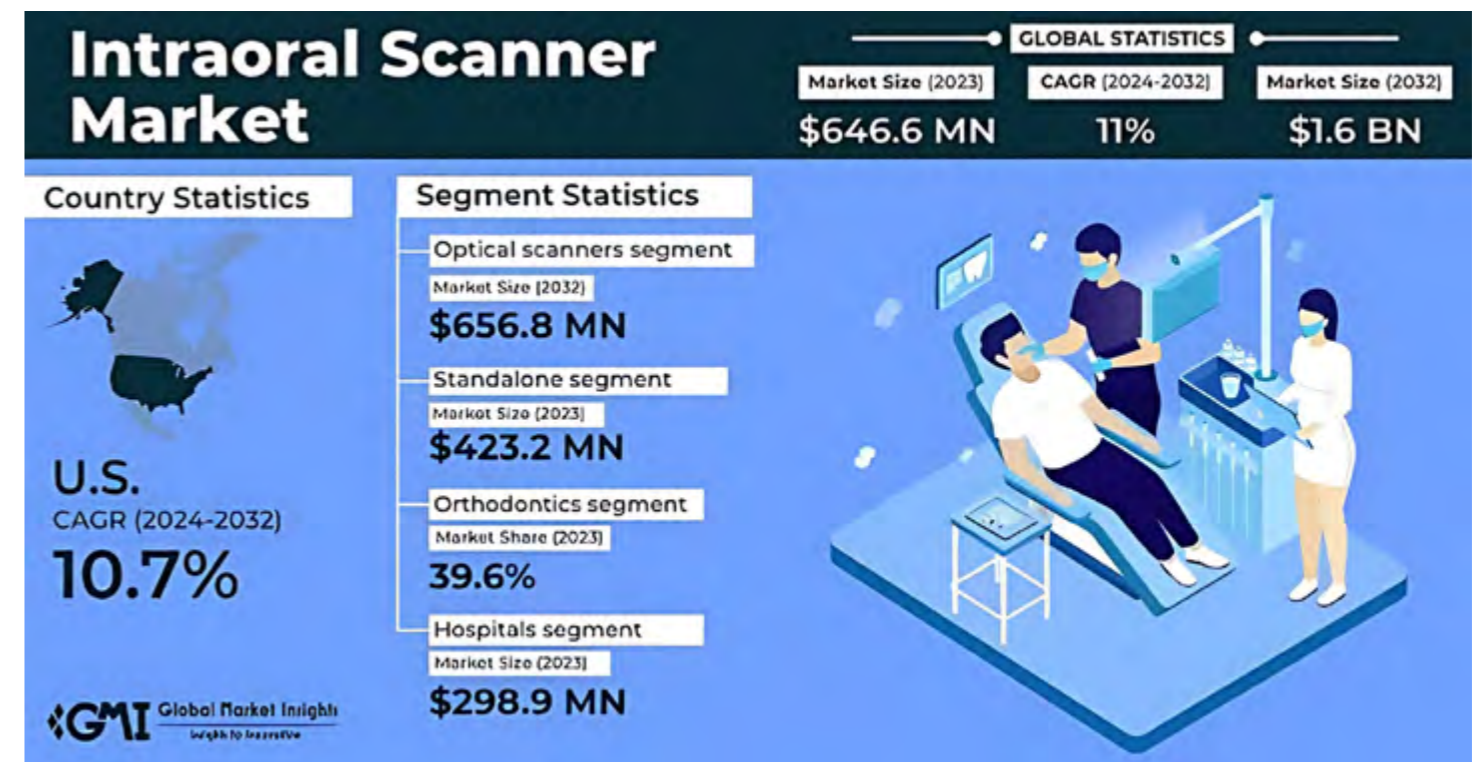 Intraoral Scanner
Market
GLOBAL STATISTICS
Market Size (2023)
$646.6 MN
CAGR (2024-2032)
11%
Market Size (2032)
$1.6 BN
Country Statistics
U.S.
CAGR (2024-2032)
10.7%
Segment Statistics
Optical scanners segment
Market Size (2032)
$656.8 MN
Standalone segment
Market Size (2023)
$423.2 MN
Orthodontics segment
Market Share (2023)
39.6%
Hospitals segment
Market Size (2023)
$298.9 MN
GMI
Global Market Insights